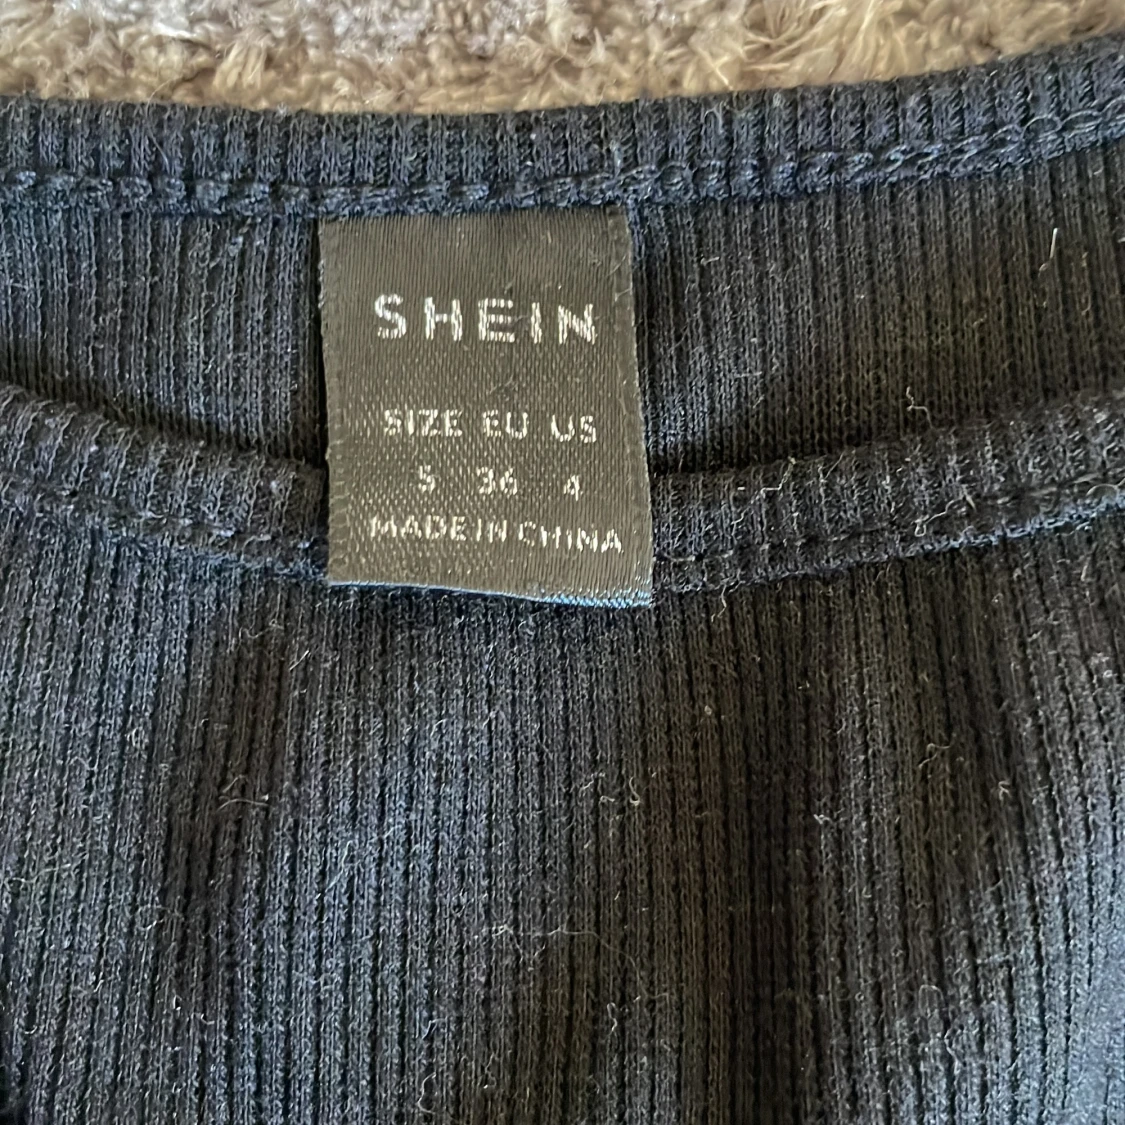 SHEIN
SIZE EU US
S 36 4
MADE IN CHINA